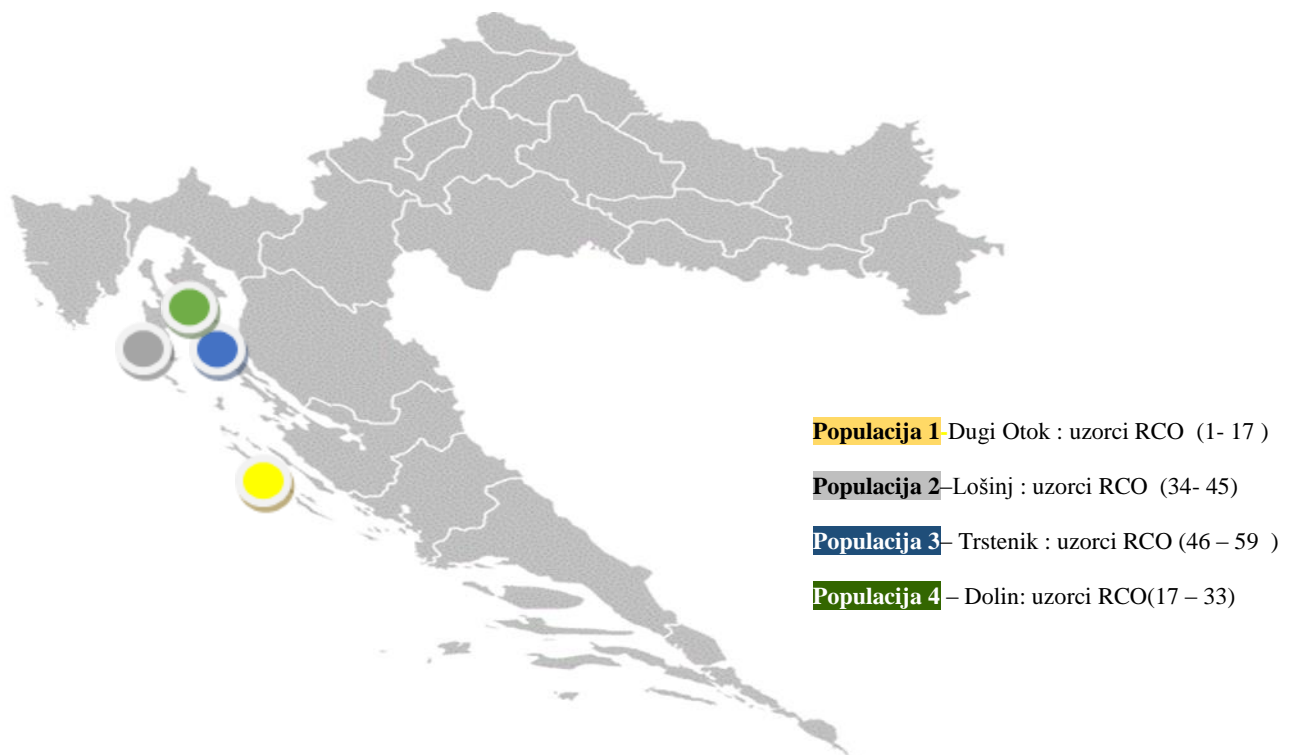 Populacija 1-Dugi Otok : uzorci RCO (1- 17 )
Populacija 2–Lošinj : uzorci RCO (34- 45)
Populacija 3– Trstenik : uzorci RCO (46 – 59 )
Populacija 4 – Dolin: uzorci RCO(17 – 33)